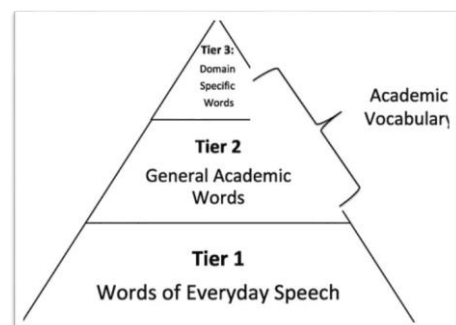 Tier 3:
Domain
Specific
Words
Academic
Vocabulary
Tier 2
General Academic
Words
Tier 1
Words of Everyday Speech